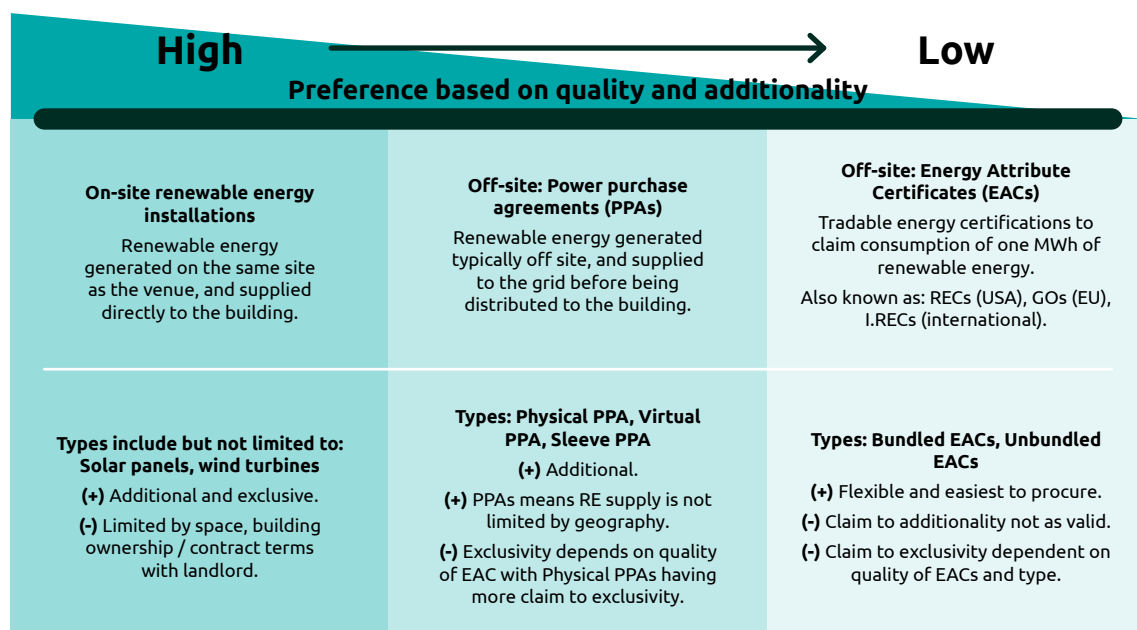 High
Low
Preference based on quality and additionality
On-site renewable energy
installations
Renewable energy
generated on the same site
as the venue, and supplied
directly to the building.
Off-site: Power purchase
agreements (PPAs)
Renewable energy generated
typically off site, and supplied
to the grid before being
distributed to the building.
Off-site: Energy Attribute
Certificates (EACs)
Tradable energy certifications to
claim consumption of one MWh of
renewable energy.
Also known as: RECs (USA), GOs (EU),
I.RECs (international).
Types include but not limited to:
Solar panels, wind turbines
(+) Additional and exclusive.
(-) Limited by space, building
ownership / contract terms
with landlord.
Types: Physical PPA, Virtual
PPA, Sleeve PPA
(+) Additional.
(+) PPAs means RE supply is not
limited by geography.
(-) Exclusivity depends on quality
of EAC with Physical PPAs having
more claim to exclusivity.
Types: Bundled EACs, Unbundled
EACs
(+) Flexible and easiest to procure.
(-) Claim to additionality not as valid.
(-) Claim to exclusivity dependent on
quality of EACs and type.